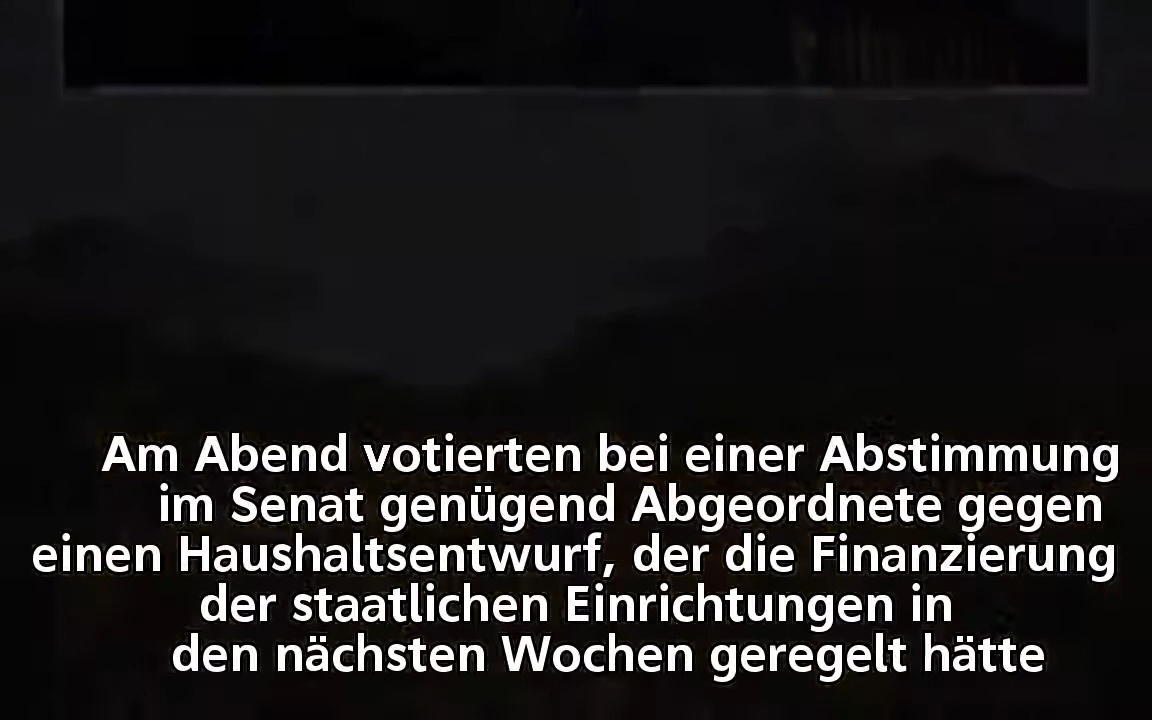 Am Abend votierten bei einer Abstimmung
im Senat genügend Abgeordnete gegen
einen Haushaltsentwurf, der die Finanzierung
der staatlichen Einrichtungen in
den nächsten Wochen geregelt hätte